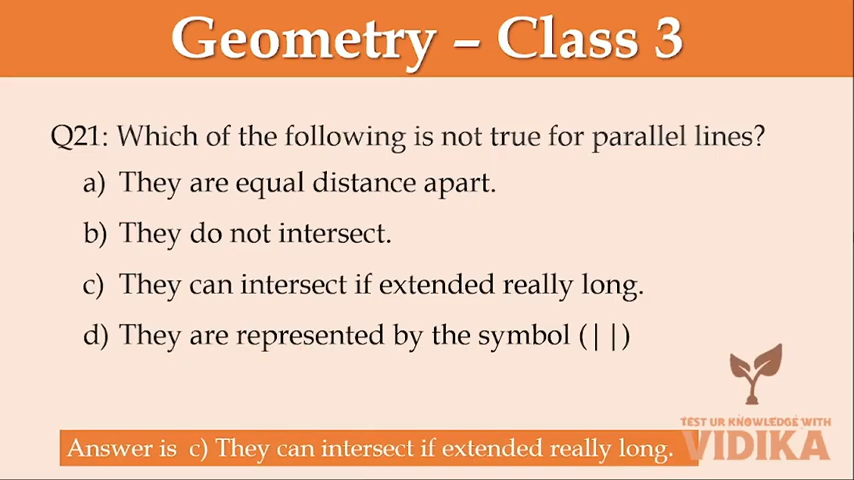 Geometry – Class 3
Q21: Which of the following is not true for parallel lines?
a) They are equal distance apart.
b) They do not intersect.
c) They can intersect if extended really long.
d) They are represented by the symbol (||)
Answer is c) They can intersect if extended really long.
TEST UR KNOWLEDGE WITH
VIDIKA